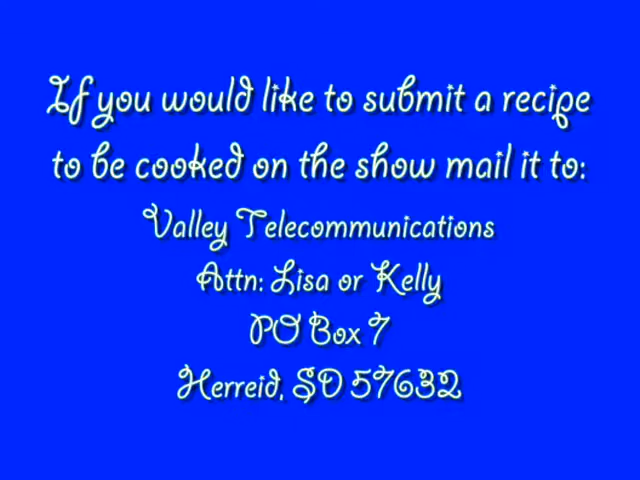 If you would like to submit a recipe
to be cooked on the show mail it to:
Valley Telecommunications
Attn: Lisa or Kelly
PO Box 7
Herreid, SD 57632